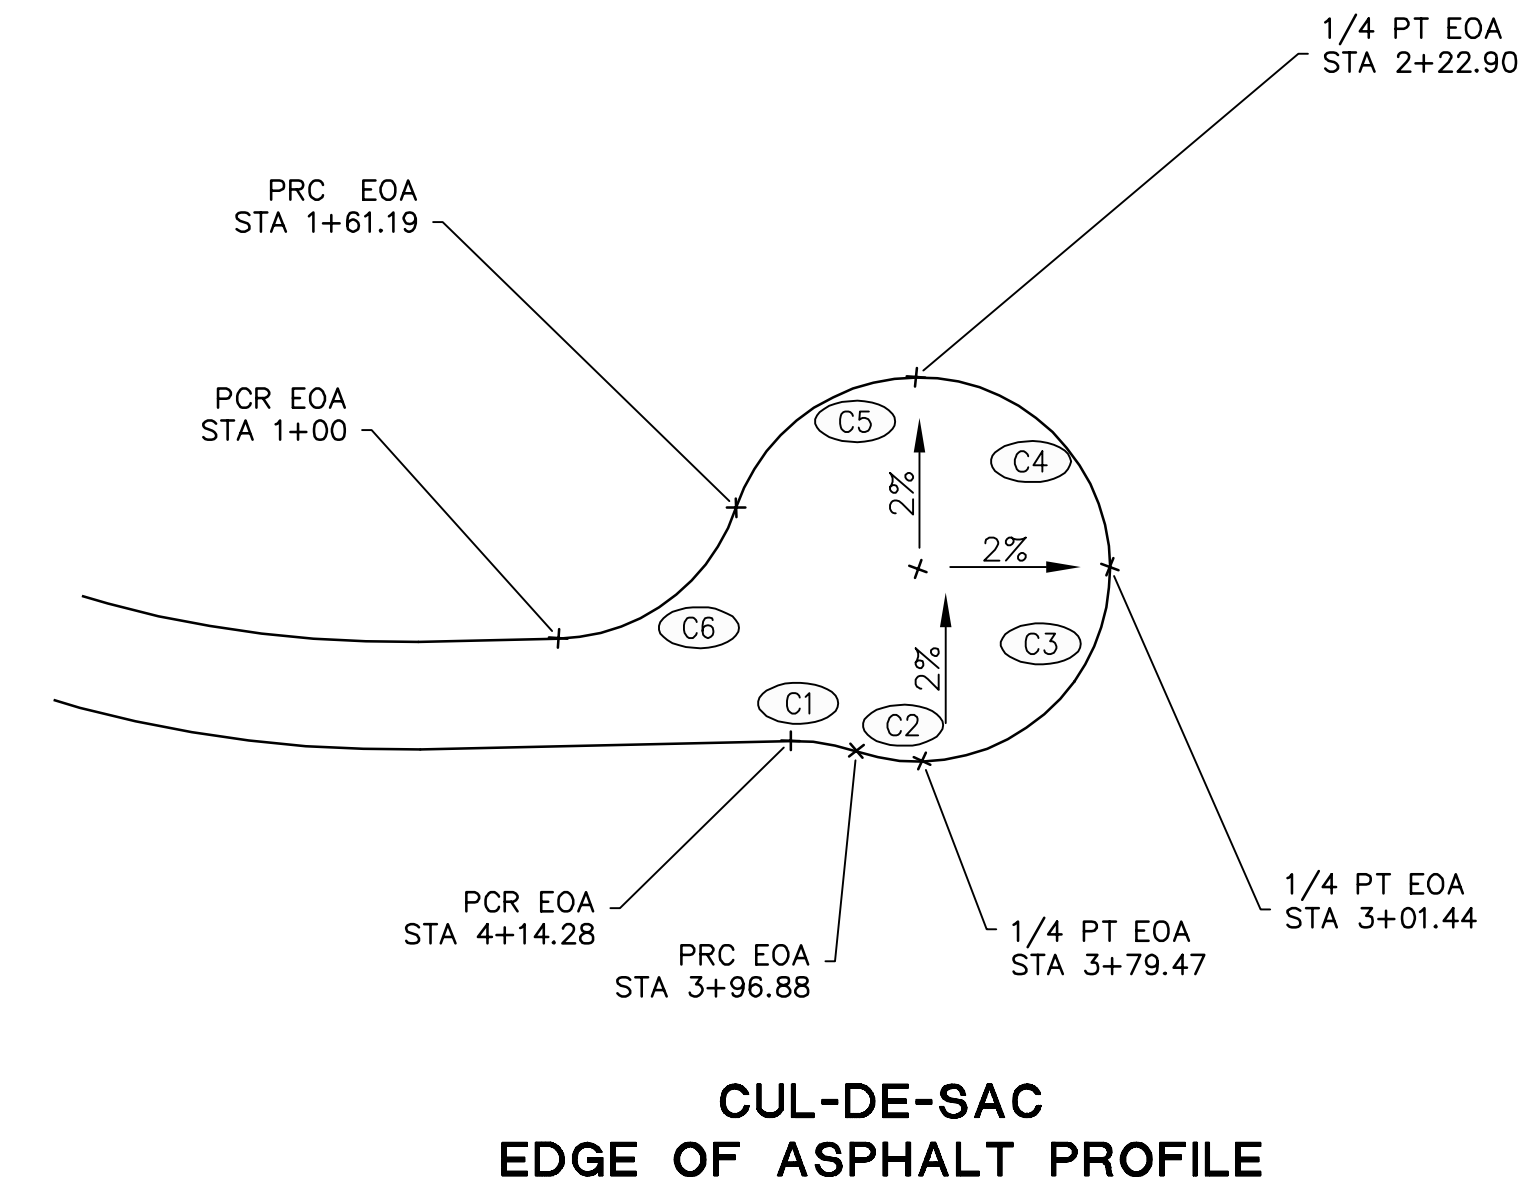 1/4 PT EOA
STA 2+22.90
PRC EOA
STA 1+61.19
PCR EOA
STA 1+00
C5
C4
2%
2%
C6
C3
2%
C1
C2
1/4 PT EOA
STA 3+01.44
PCR EOA
STA 4+14.28
1/4 PT EOA
STA 3+79.47
PRC EOA
STA 3+96.88
CUL-DE-SAC
EDGE OF ASPHALT PROFILE